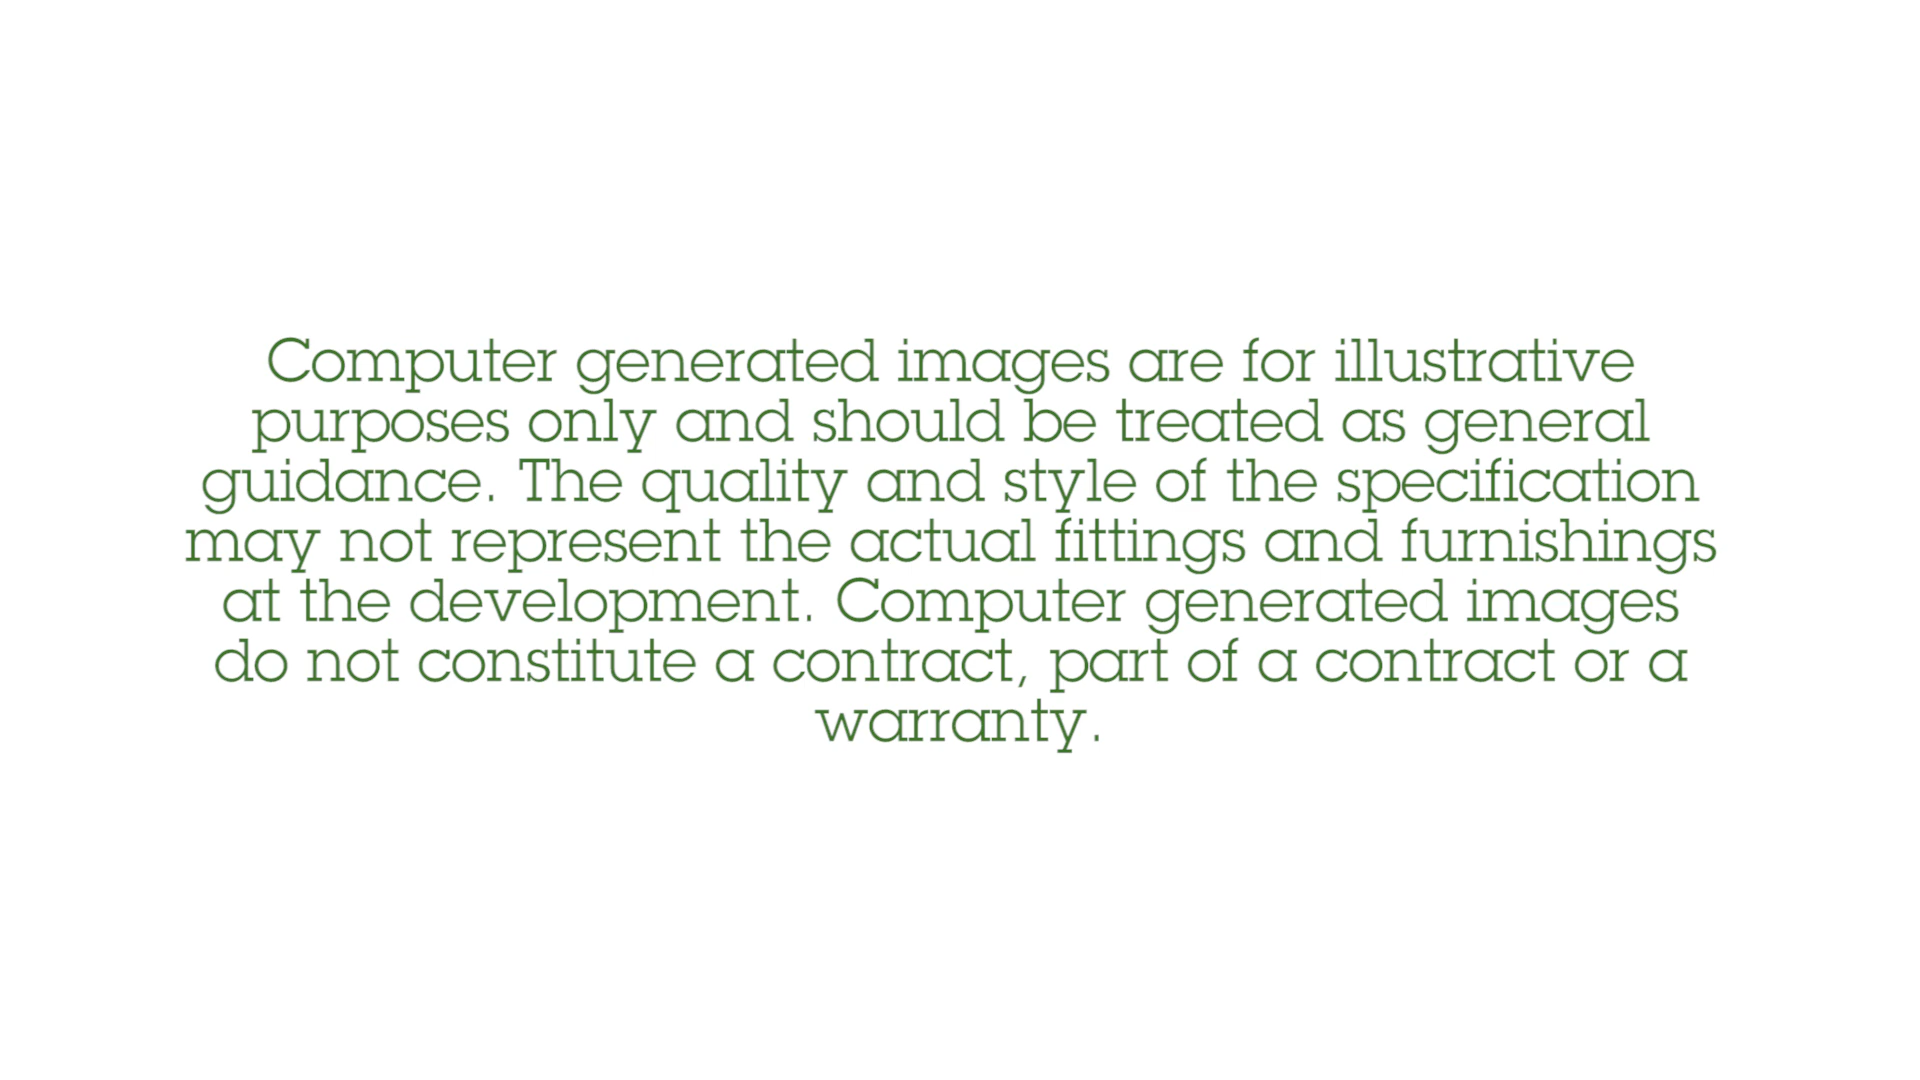 Computer generated images are for illustrative
purposes only and should be treated as general
guidance. The quality and style of the specification
may not represent the actual fittings and furnishings
at the development. Computer generated images
do not constitute a contract, part of a contract or a
warranty.